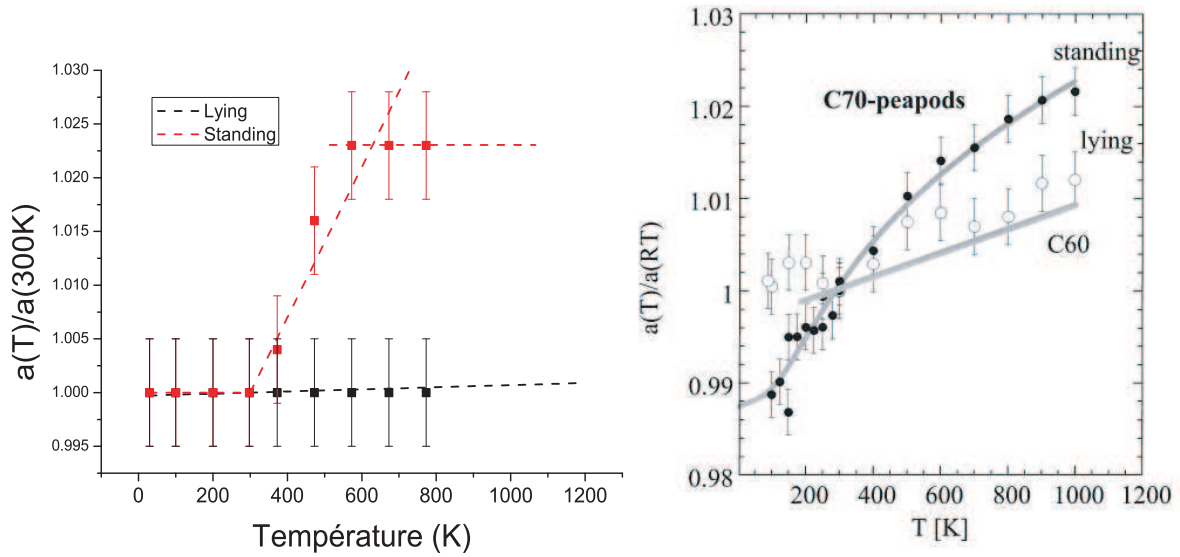 1.030
1.025
1.020
1.015
1.010
1.005
1.000
0.995
a(T)/a(300K)
Lying
Standing
0
200
400
600
800
1000
1200
Température (K)
1.03
1.02
1.01
1
0.99
0.98
a(T)/a(RT)
C70-peapods
standing
lying
C60
200
400
600
800
1000
1200
T [K]